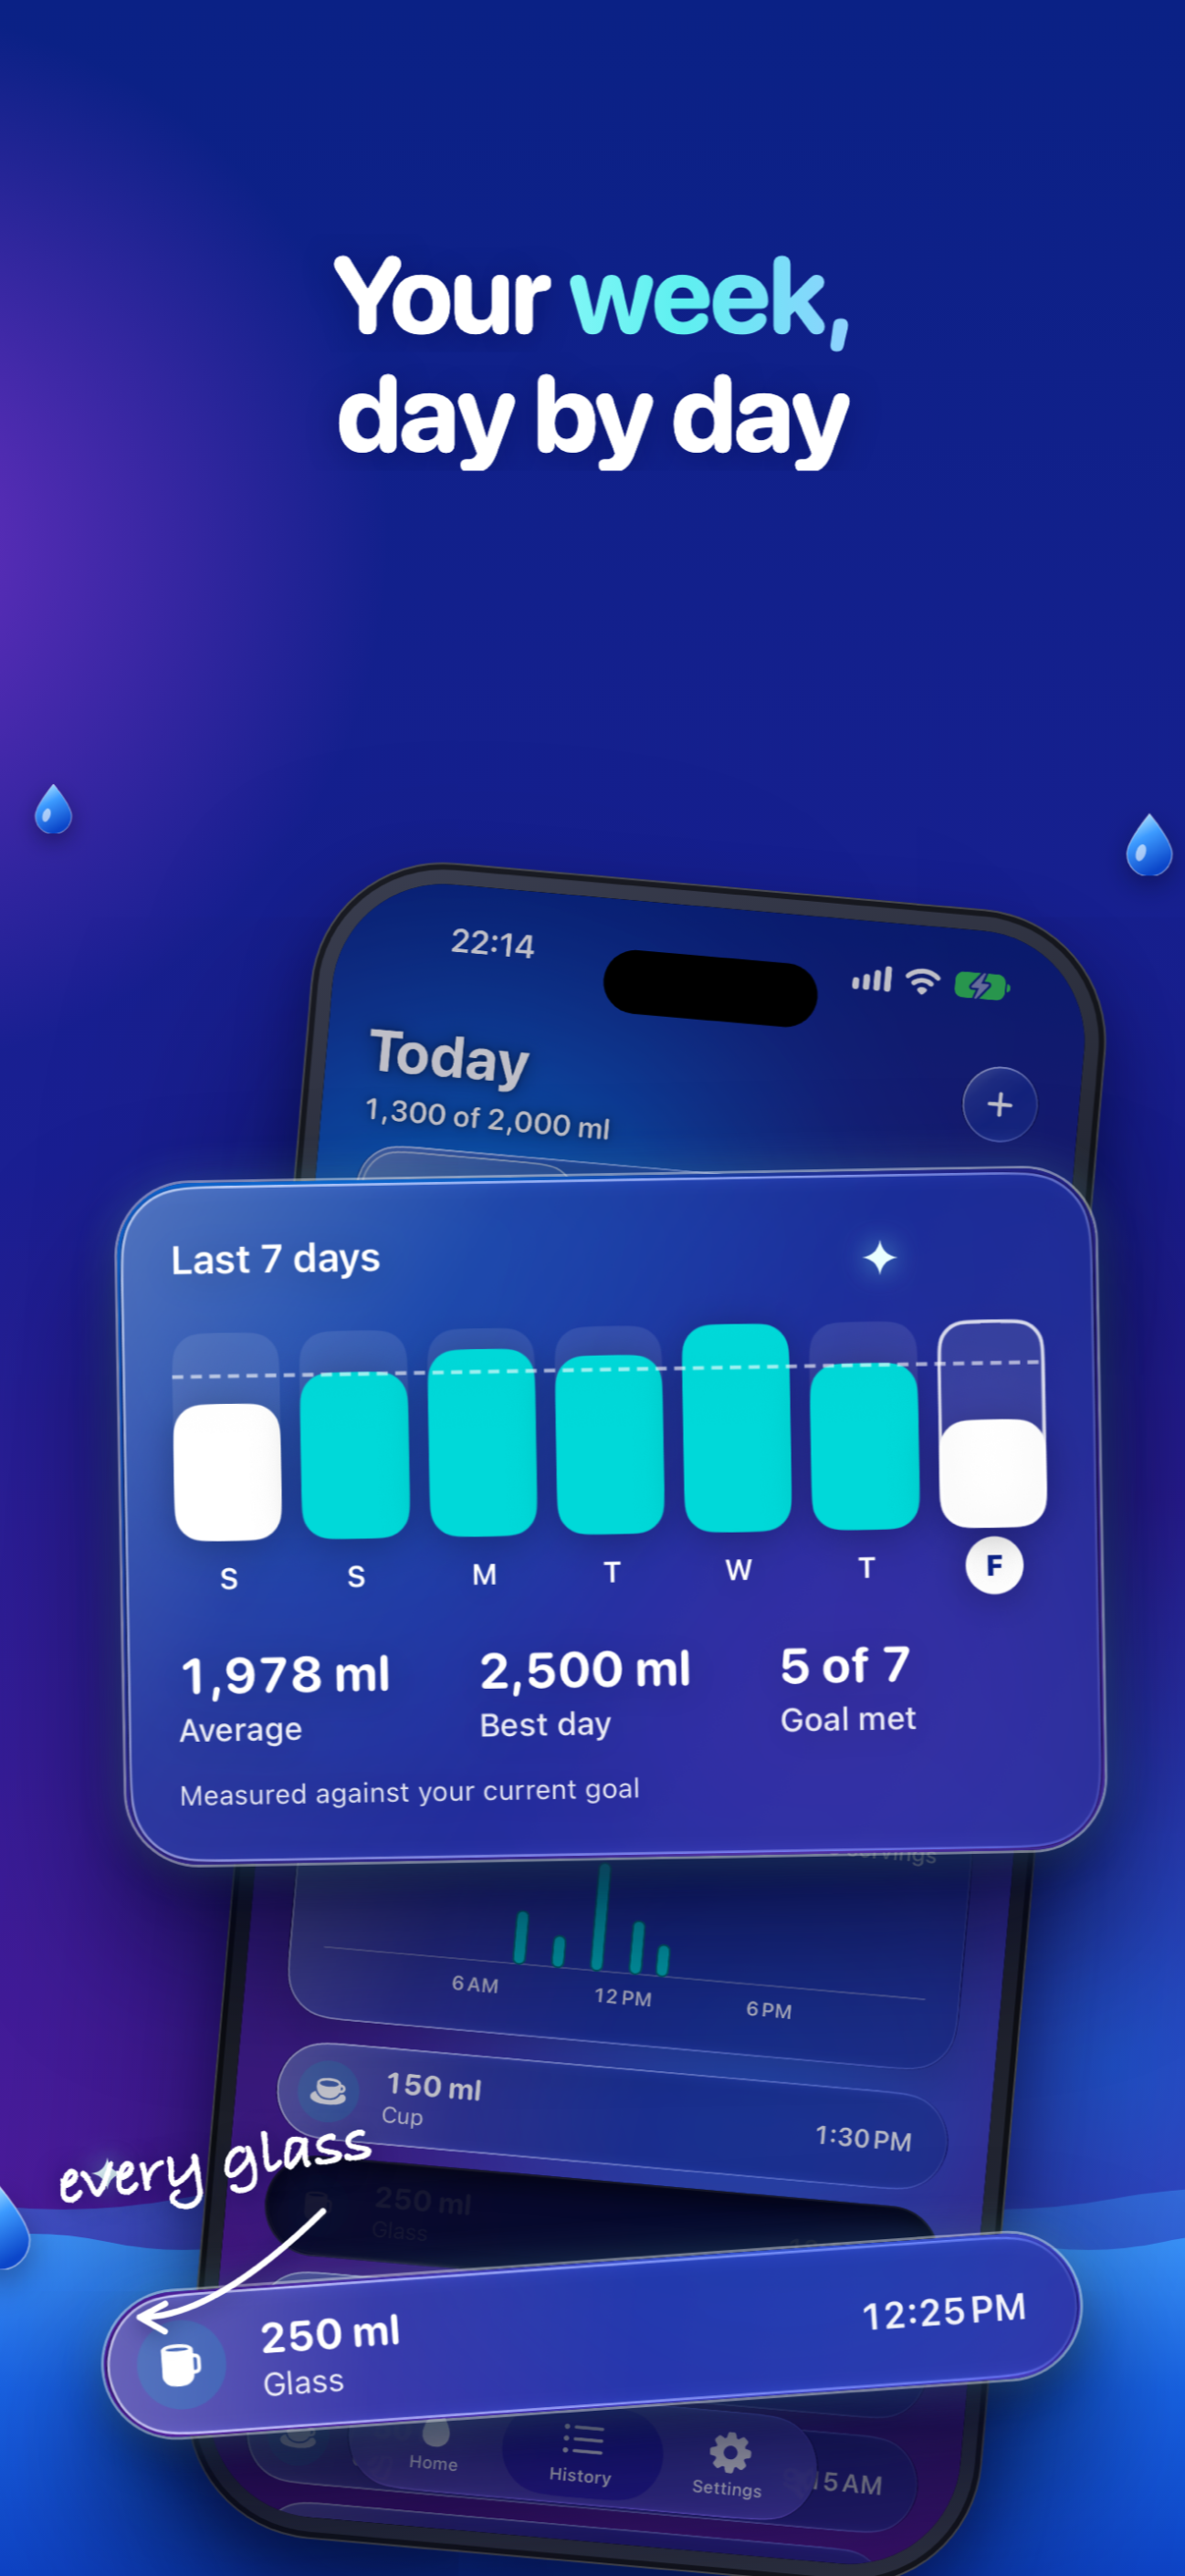 Your week,
day by day
22:14
Today
1,300 of 2,000 ml
Last 7 days
S S M T W T F
1,978 ml 2,500 ml 5 of 7
Average Best day Goal met
Measured against your current goal
servings
6 AM 12 PM 6 PM
150 ml
Cup
1:30 PM
every glass
250 ml
Glass
250 ml
Glass
12:25 PM
Home History Settings
15 AM